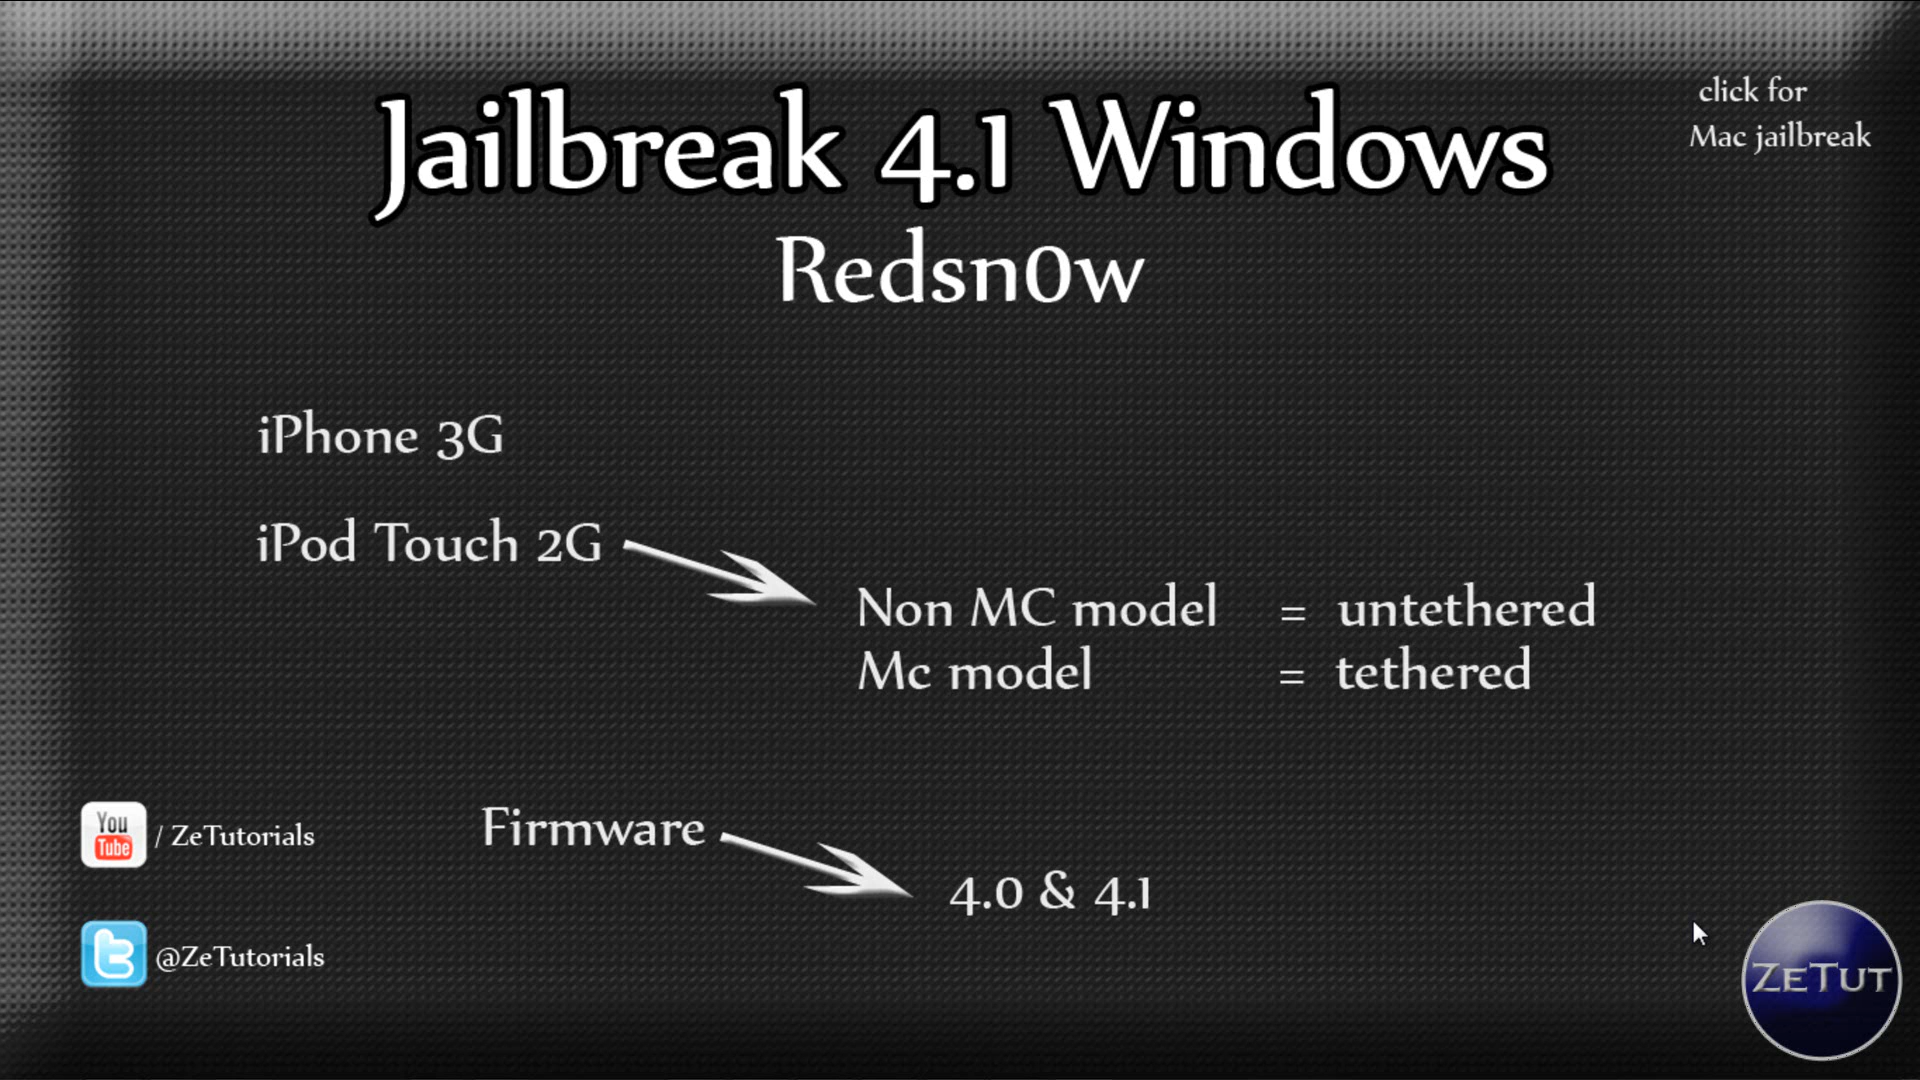 Jailbreak 4.1 Windows
Redsn0w
click for
Mac jailbreak
iPhone 3G
iPod Touch 2G
Non MC model = untethered
Mc model = tethered
Firmware
4.0 & 4.1
You
Tube
/ ZeTutorials
@ZeTutorials
ZeTut